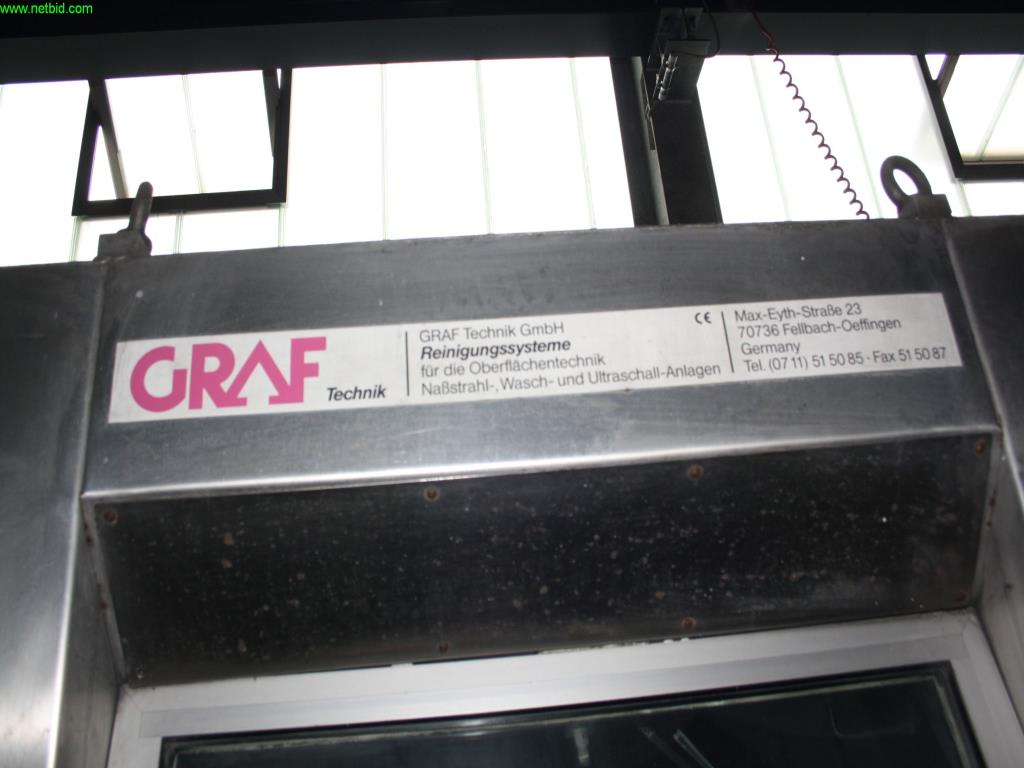 www.netbid.com
GRAF Technik
GRAF Technik GmbH
Reinigungssysteme
für die Oberflächentechnik
Naßstrahl-, Wasch- und Ultraschall-Anlagen
CE
Max-Eyth-Straße 23
70736 Fellbach-Oeffingen
Germany
Tel. (07 11) 51 50 85 · Fax 51 50 87